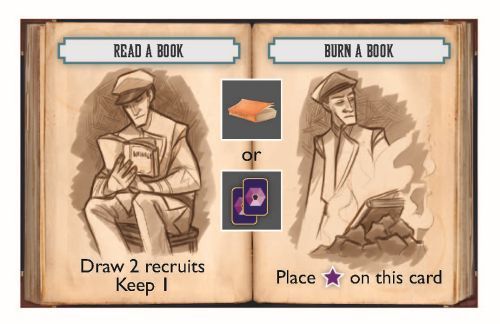 READ A BOOK
BURN A BOOK
or
Draw 2 recruits
Keep 1
Place on this card